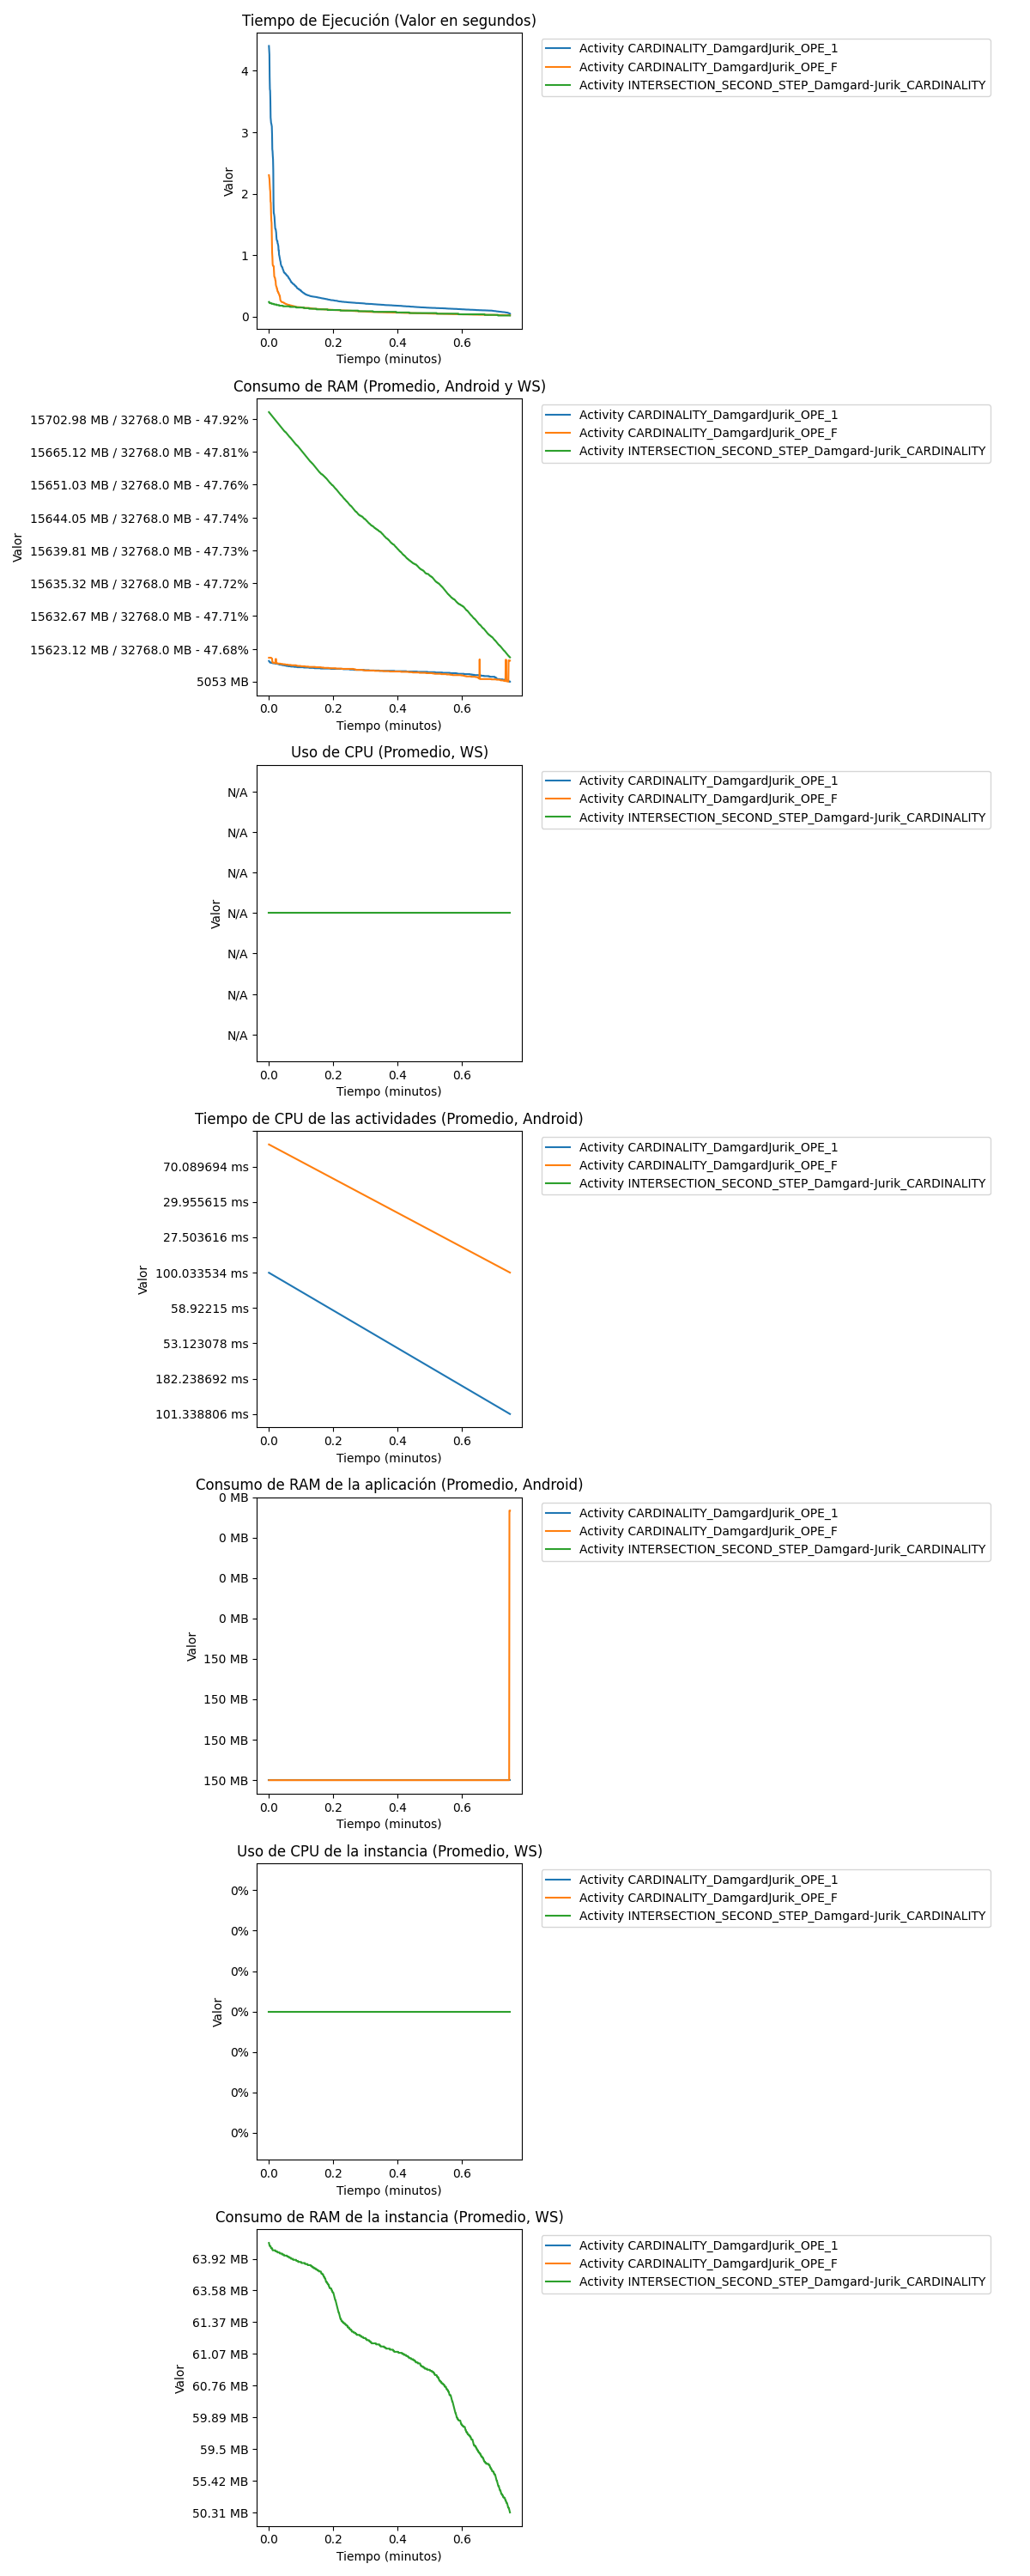 Tiempo de Ejecución (Valor en segundos)
Activity CARDINALITY_DamgardJurik_OPE_1
Activity CARDINALITY_DamgardJurik_OPE_F
Activity INTERSECTION_SECOND_STEP_Damgard-Jurik_CARDINALITY
4
3
2
1
0
Valor
0.0 0.2 0.4 0.6
Tiempo (minutos)
Consumo de RAM (Promedio, Android y WS)
Activity CARDINALITY_DamgardJurik_OPE_1
Activity CARDINALITY_DamgardJurik_OPE_F
Activity INTERSECTION_SECOND_STEP_Damgard-Jurik_CARDINALITY
15702.98 MB / 32768.0 MB - 47.92%
15665.12 MB / 32768.0 MB - 47.81%
15651.03 MB / 32768.0 MB - 47.76%
15644.05 MB / 32768.0 MB - 47.74%
15639.81 MB / 32768.0 MB - 47.73%
15635.32 MB / 32768.0 MB - 47.72%
15632.67 MB / 32768.0 MB - 47.71%
15623.12 MB / 32768.0 MB - 47.68%
5053 MB
Valor
0.0 0.2 0.4 0.6
Tiempo (minutos)
Uso de CPU (Promedio, WS)
Activity CARDINALITY_DamgardJurik_OPE_1
Activity CARDINALITY_DamgardJurik_OPE_F
Activity INTERSECTION_SECOND_STEP_Damgard-Jurik_CARDINALITY
N/A
N/A
N/A
N/A
N/A
N/A
N/A
Valor
0.0 0.2 0.4 0.6
Tiempo (minutos)
Tiempo de CPU de las actividades (Promedio, Android)
Activity CARDINALITY_DamgardJurik_OPE_1
Activity CARDINALITY_DamgardJurik_OPE_F
Activity INTERSECTION_SECOND_STEP_Damgard-Jurik_CARDINALITY
70.089694 ms
29.955615 ms
27.503616 ms
100.033534 ms
58.92215 ms
53.123078 ms
182.238692 ms
101.338806 ms
Valor
0.0 0.2 0.4 0.6
Tiempo (minutos)
Consumo de RAM de la aplicación (Promedio, Android)
Activity CARDINALITY_DamgardJurik_OPE_1
Activity CARDINALITY_DamgardJurik_OPE_F
Activity INTERSECTION_SECOND_STEP_Damgard-Jurik_CARDINALITY
0 MB
0 MB
0 MB
0 MB
150 MB
150 MB
150 MB
150 MB
Valor
0.0 0.2 0.4 0.6
Tiempo (minutos)
Uso de CPU de la instancia (Promedio, WS)
Activity CARDINALITY_DamgardJurik_OPE_1
Activity CARDINALITY_DamgardJurik_OPE_F
Activity INTERSECTION_SECOND_STEP_Damgard-Jurik_CARDINALITY
0%
0%
0%
0%
0%
0%
0%
Valor
0.0 0.2 0.4 0.6
Tiempo (minutos)
Consumo de RAM de la instancia (Promedio, WS)
Activity CARDINALITY_DamgardJurik_OPE_1
Activity CARDINALITY_DamgardJurik_OPE_F
Activity INTERSECTION_SECOND_STEP_Damgard-Jurik_CARDINALITY
63.92 MB
63.58 MB
61.37 MB
61.07 MB
60.76 MB
59.89 MB
59.5 MB
55.42 MB
50.31 MB
Valor
0.0 0.2 0.4 0.6
Tiempo (minutos)